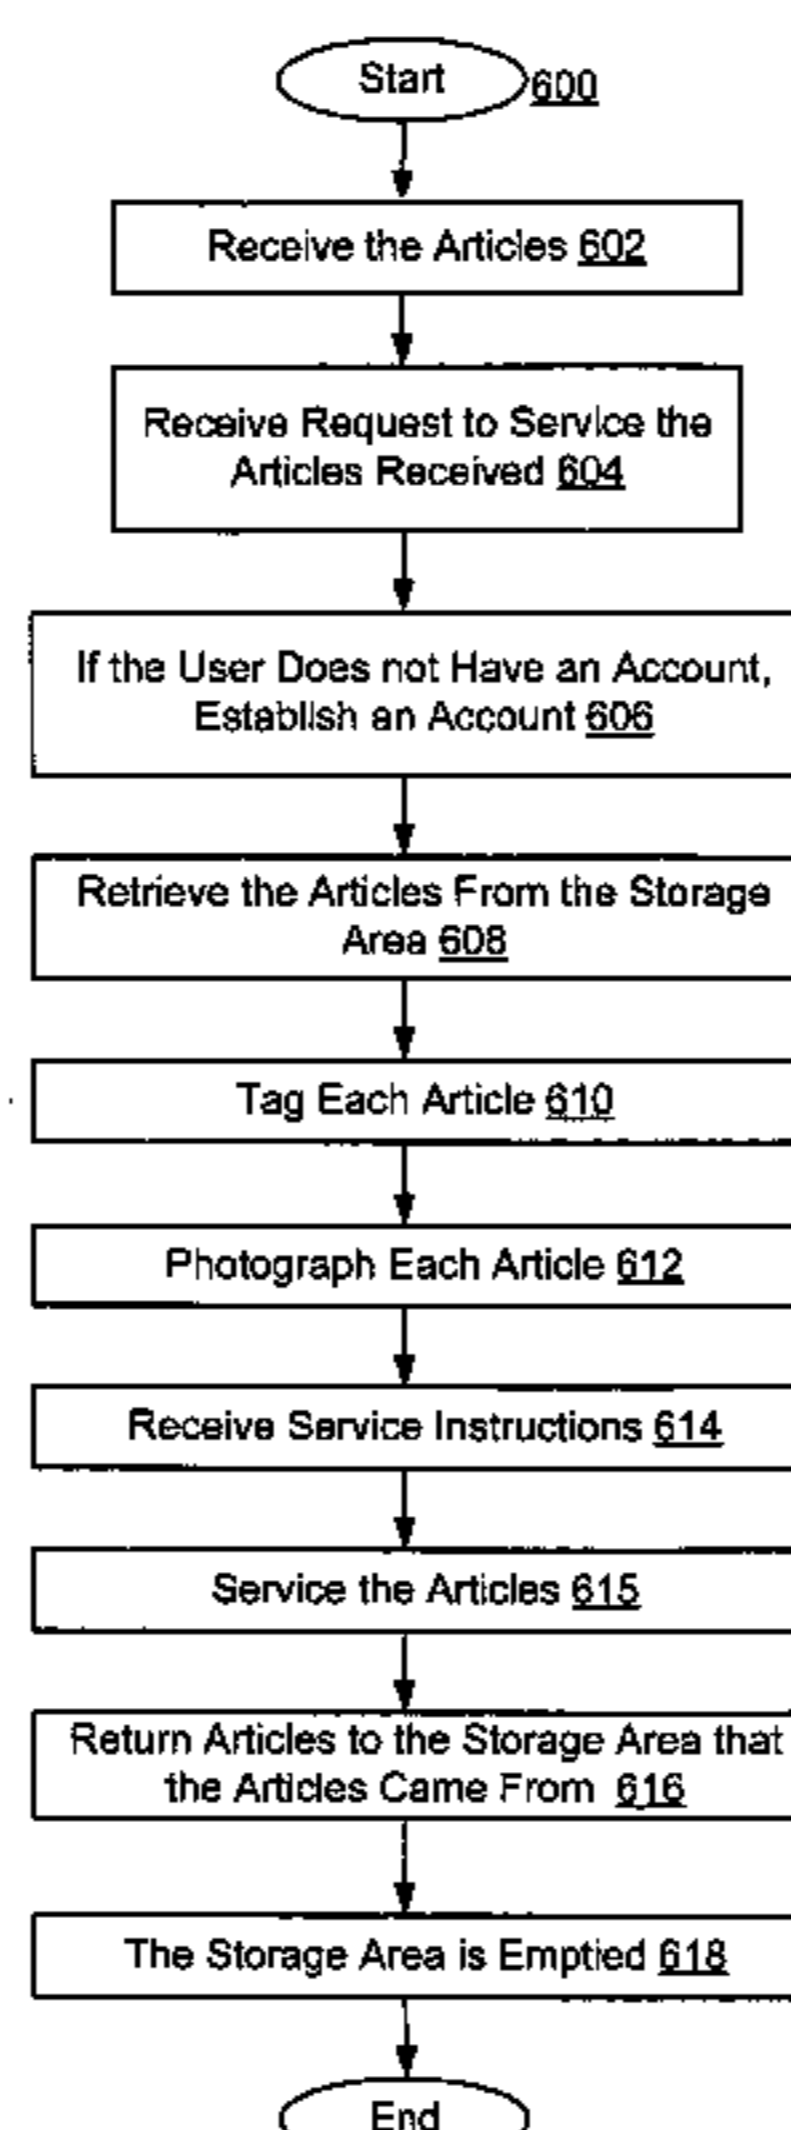 Start 600
Receive the Articles 602
Receive Request to Service the
Articles Received 604
If the User Does not Have an Account,
Establish an Account 606
Retrieve the Articles From the Storage
Area 608
Tag Each Article 610
Photograph Each Article 612
Receive Service Instructions 614
Service the Articles 615
Return Articles to the Storage Area that
the Articles Came From 616
The Storage Area is Emptied 618
End